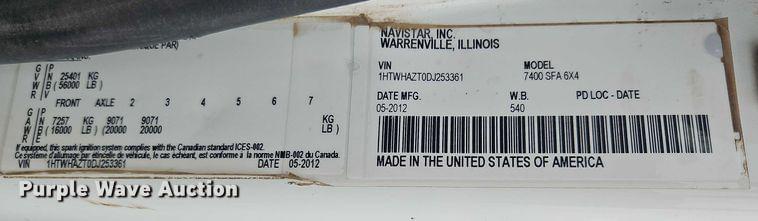 QUE PAR)
G P
V N 25401 KG
W B ( 56000 LB )
R V
FRONT AXLE 2 3 4 5 6 7
G P
A N 7257 KG 9071 9071 KG
W B (16000 LB ) (20000 20000 LB )
R E
If equipped, this spark ignition system complies with the Canadian standard ICES-002.
Ce système d'allumage par étincelle de véhicule, le cas échéant, est conforme à la norme NMB-002 du Canada.
VIN 1HTWHAZT0DJ253361 DATE 05-2012
NAVISTAR, INC.
WARRENVILLE, ILLINOIS
VIN MODEL
1HTWHAZT0DJ253361 7400 SFA 6X4
DATE MFG. W.B. PD LOC - DATE
05-2012 540
MADE IN THE UNITED STATES OF AMERICA
Purple Wave Auction